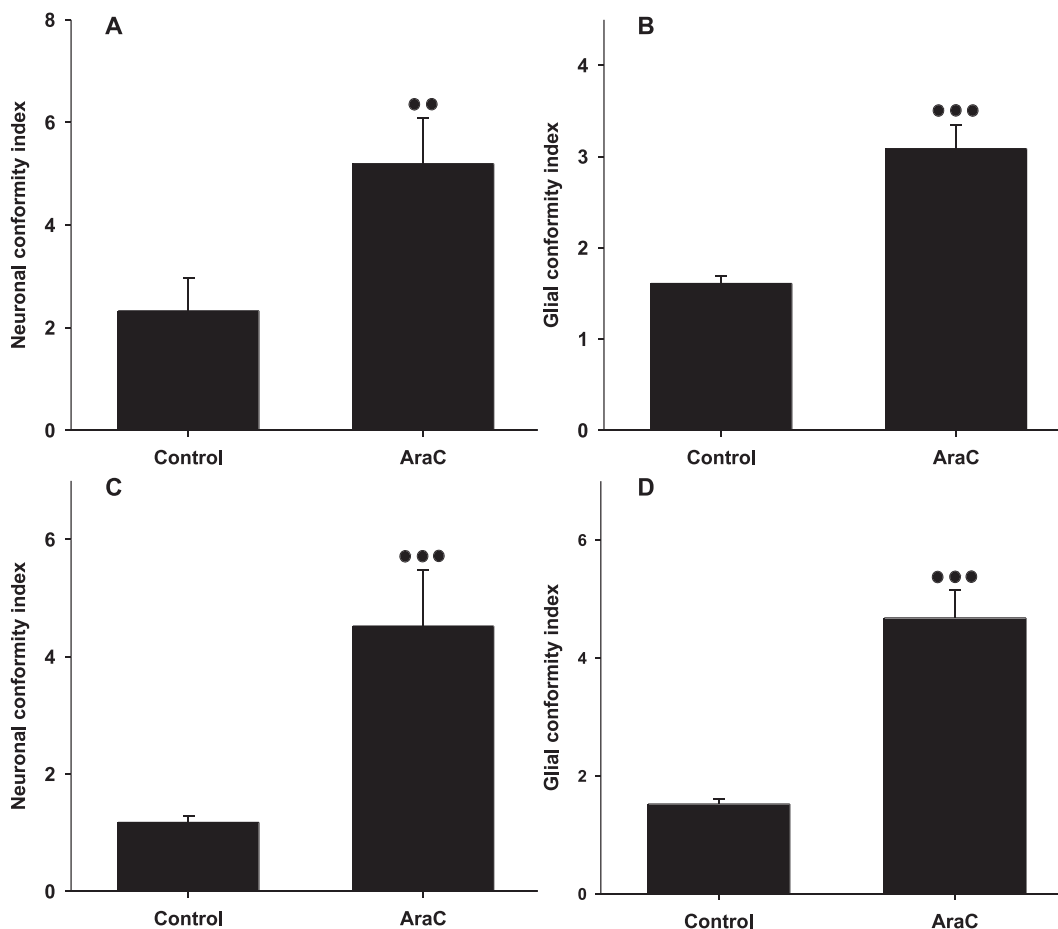 A
Neuronal conformity index
8
6
4
2
0
●●
Control
AraC
B
Glial conformity index
4
3
2
1
0
●●●
Control
AraC
C
Neuronal conformity index
6
4
2
0
●●●
Control
AraC
D
Glial conformity index
6
4
2
0
●●●
Control
AraC